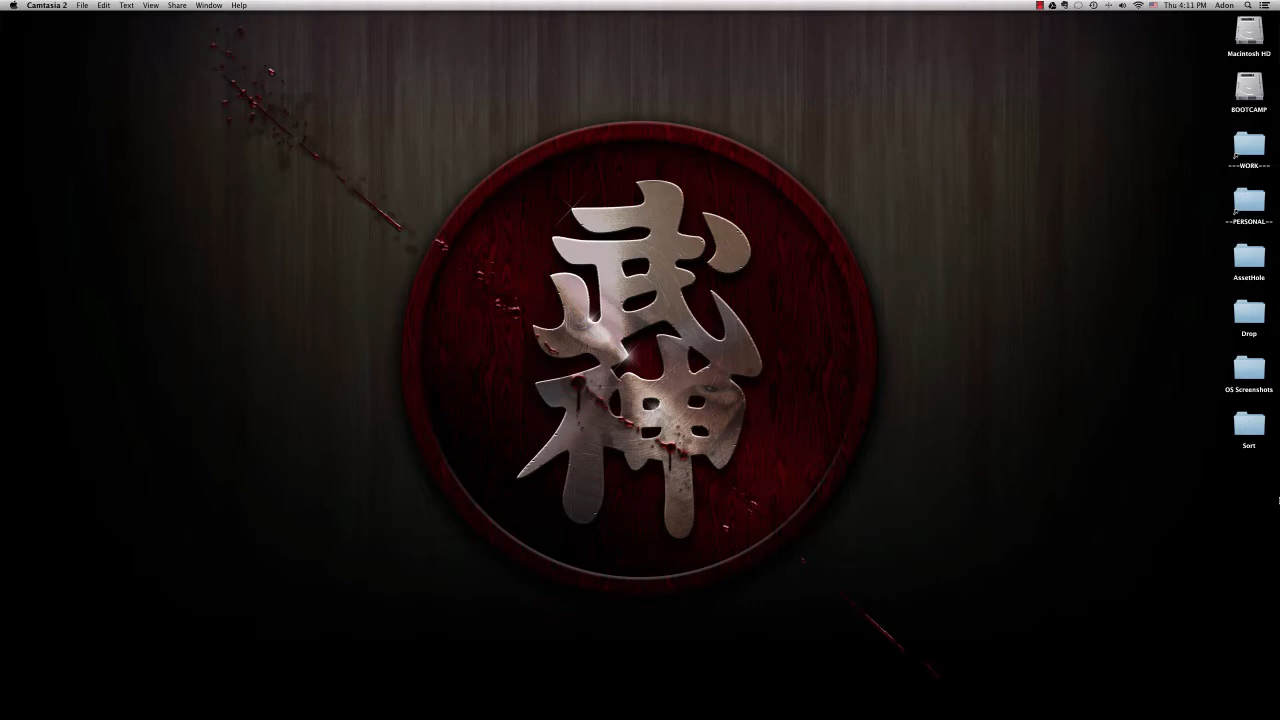 Camtasia 2 File Edit Text View Share Window Help Thu 4:11 PM Adon
Macintosh HD
BOOTCAMP
---WORK---
--PERSONAL--
AssetHole
Drop
OS Screenshots
Sort
武
神